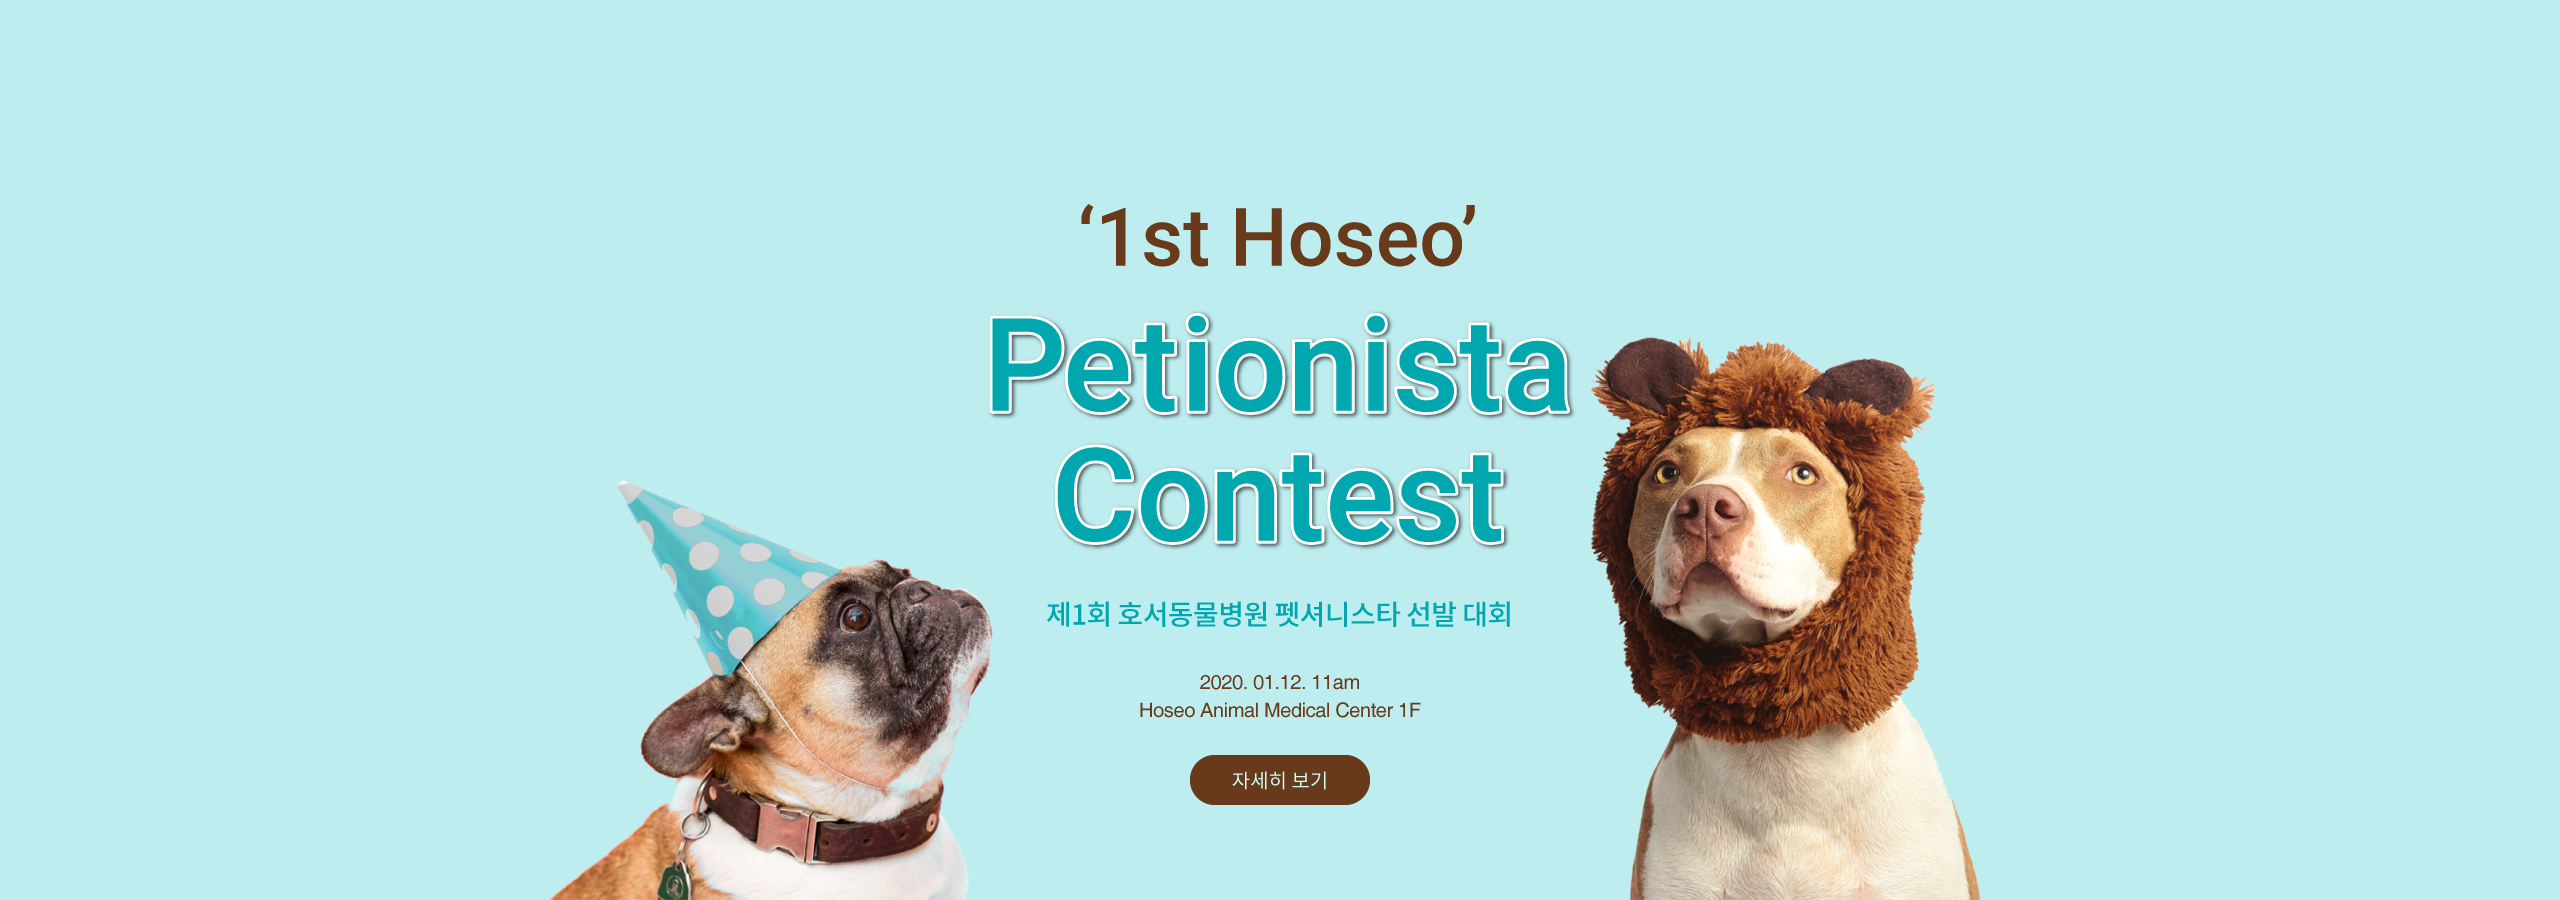 ‘1st Hoseo’
Petionista
Contest
제1회 호서동물병원 펫셔니스타 선발 대회
2020. 01.12. 11am
Hoseo Animal Medical Center 1F
자세히 보기